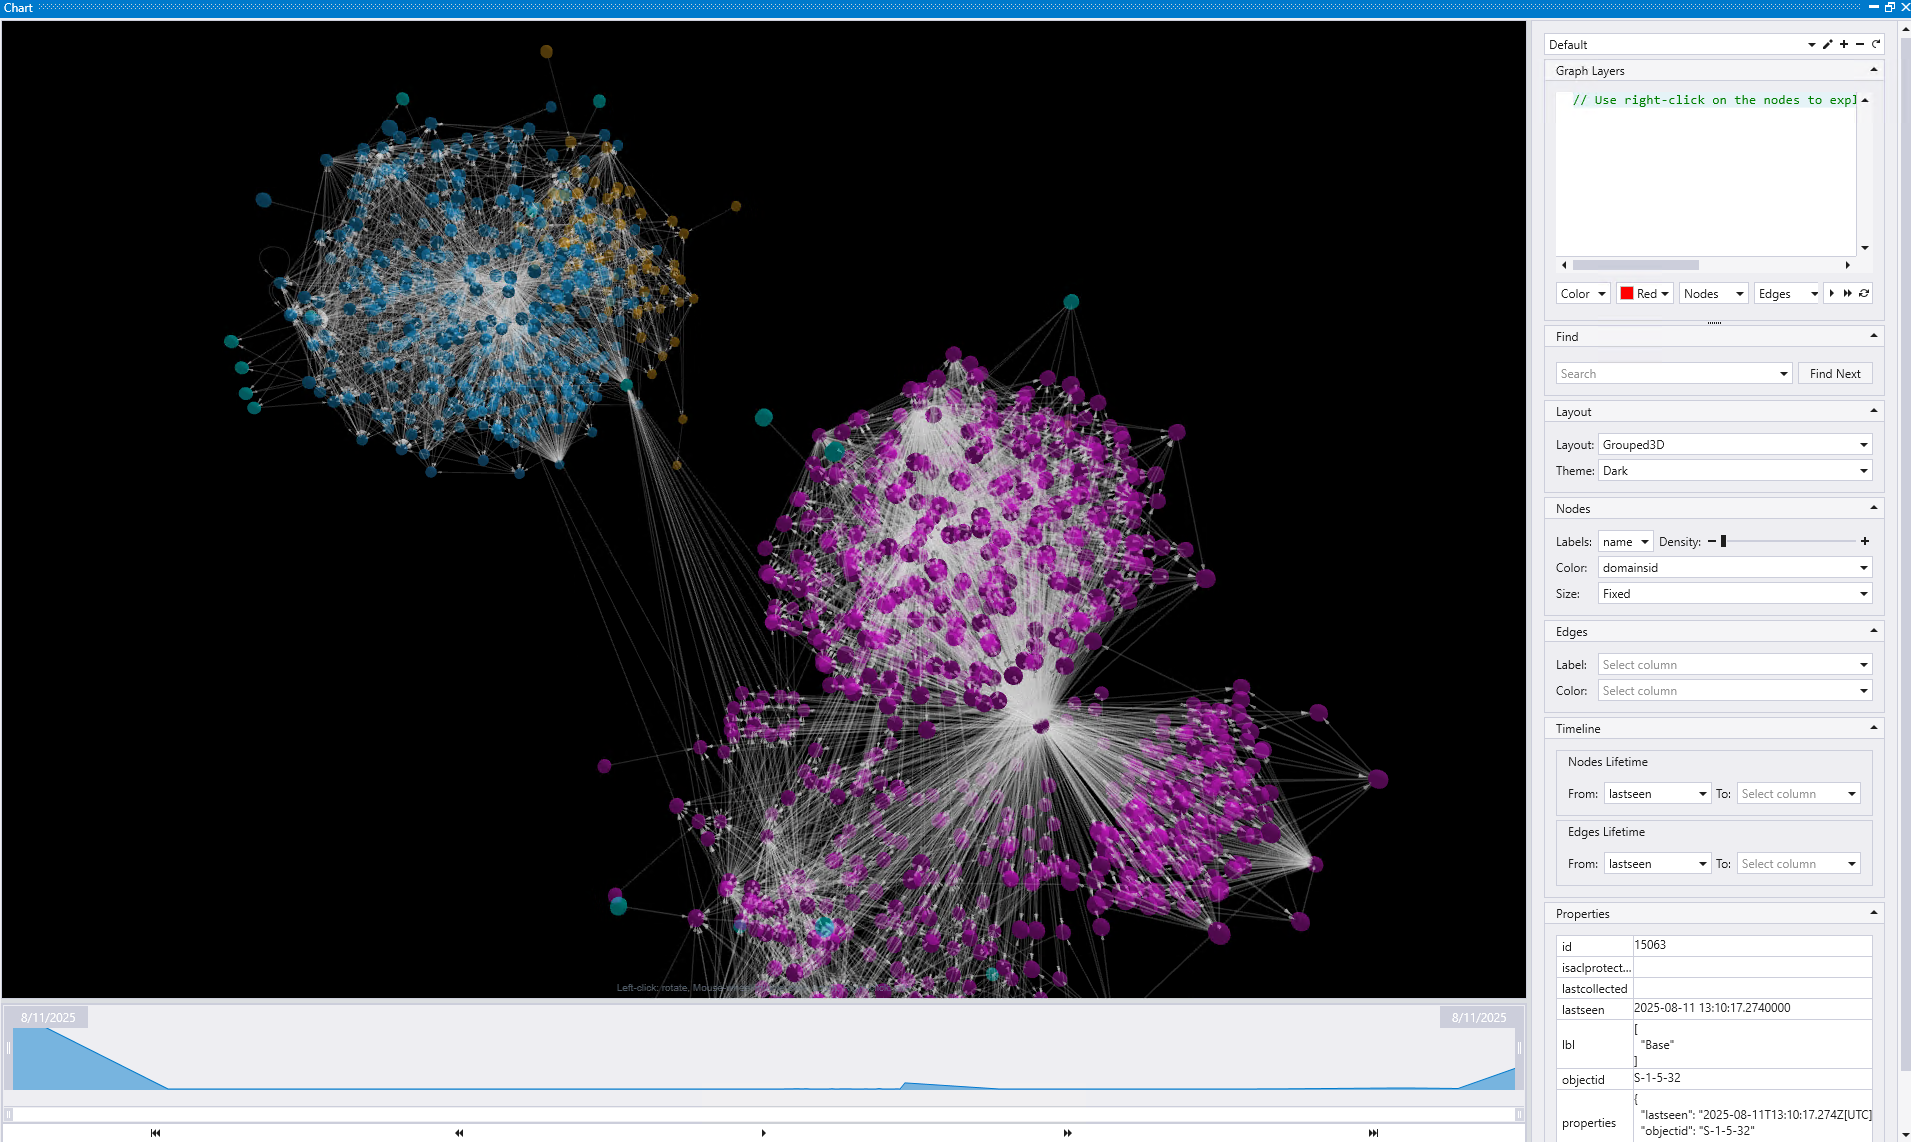 Chart
Default
Graph Layers
// Use right-click on the nodes to expl
Color
Red
Nodes
Edges
Find
Search
Find Next
Layout
Layout:
Grouped3D
Theme:
Dark
Nodes
Labels:
name
Density:
Color:
domainsid
Size:
Fixed
Edges
Label:
Select column
Color:
Select column
Timeline
Nodes Lifetime
From:
lastseen
To:
Select column
Edges Lifetime
From:
lastseen
To:
Select column
Properties
id
15063
isaclprotect...
lastcollected
lastseen
2025-08-11 13:10:17.2740000
lbl
[
"Base"
]
objectid
S-1-5-32
properties
{
"lastseen": "2025-08-11T13:10:17.274Z[UTC]
"objectid": "S-1-5-32"
Left-click: rotate, Mouse-wheel
8/11/2025
8/11/2025